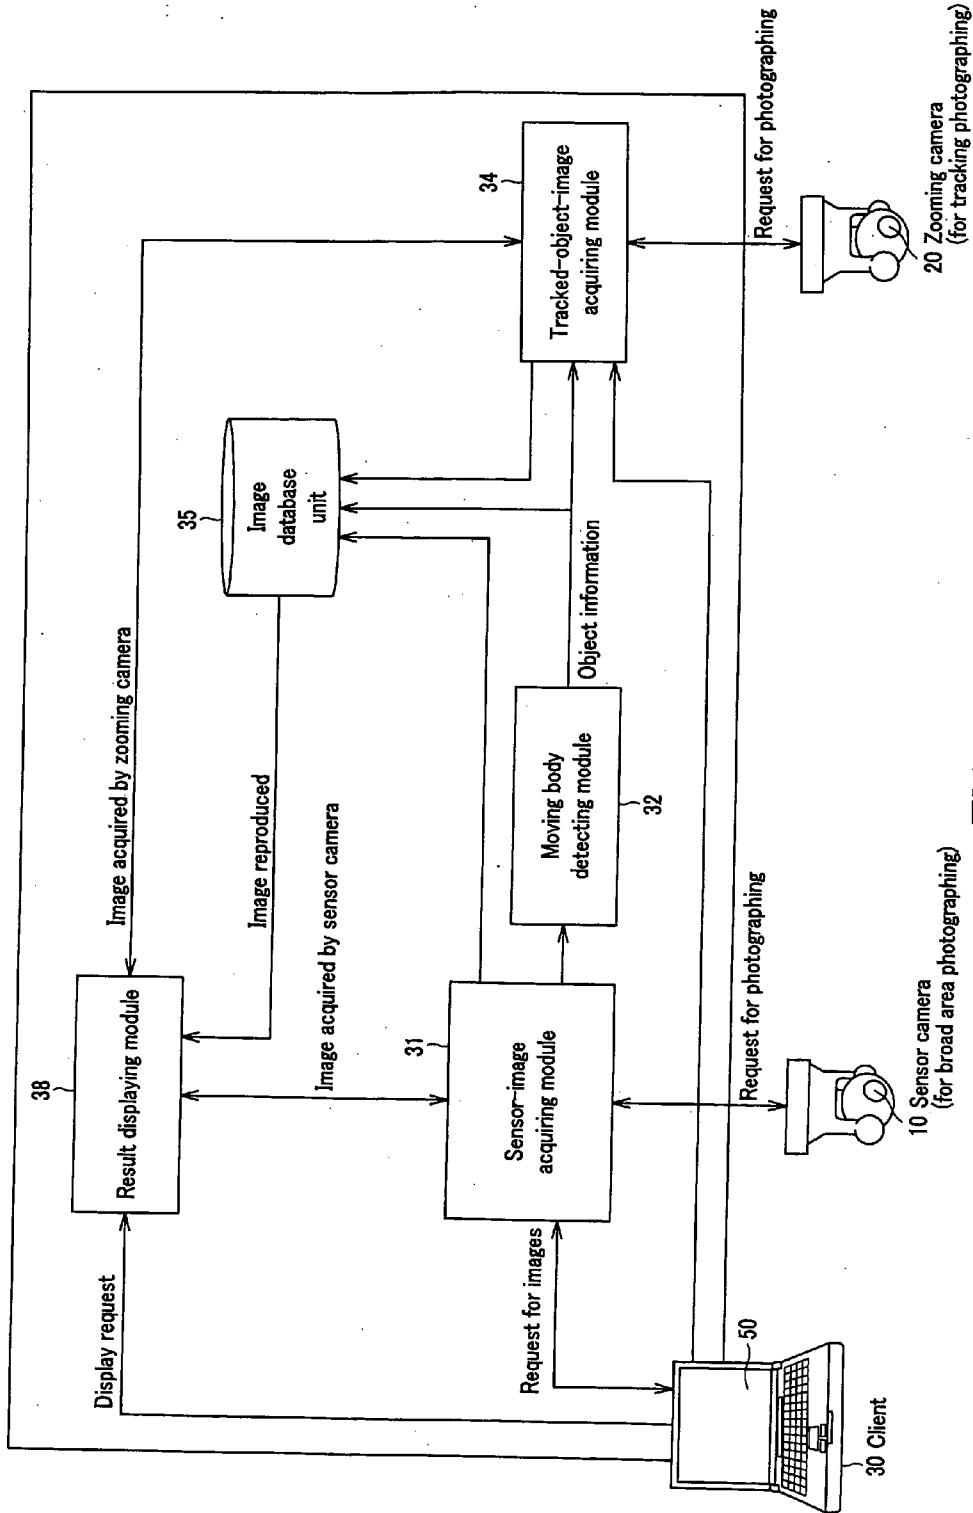 Display request
38
Result displaying module
Image acquired by zooming camera
Image reproduced
35
Image
database
unit
Image acquired by sensor camera
34
Tracked-object-image
acquiring module
Request for images
31
Sensor-image
acquiring module
Moving body
detecting module
32
Object information
50
30 Client
Request for photographing
10 Sensor camera
(for broad area photographing)
Request for photographing
20 Zooming camera
(for tracking photographing)